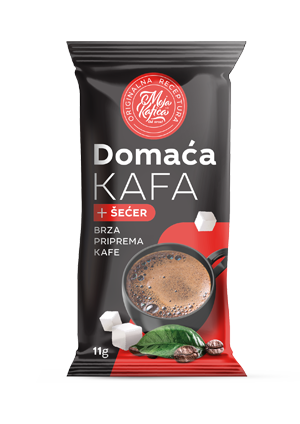 ORIGINALNA RECEPTURA
Moja
Kafica
Domaća
KAFA
+ ŠEĆER
BRZA
PRIPREMA
KAFE
11g